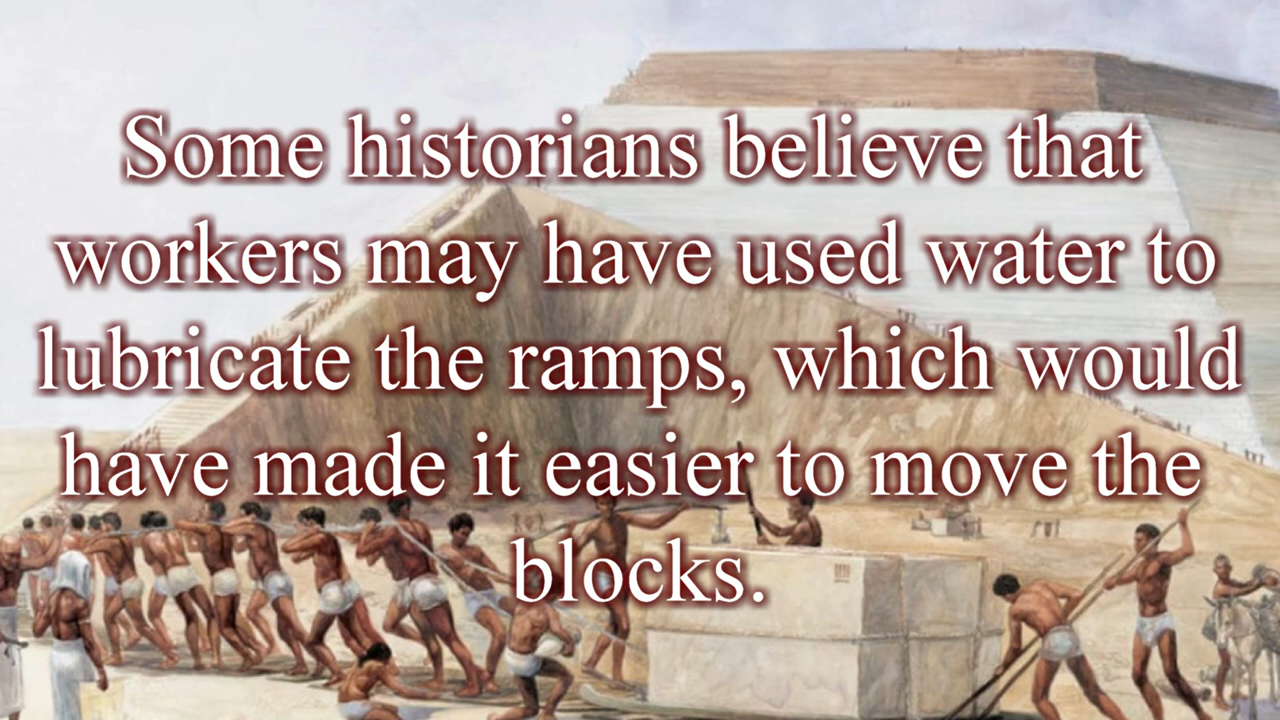 Some historians believe that
workers may have used water to
lubricate the ramps, which would
have made it easier to move the
blocks.